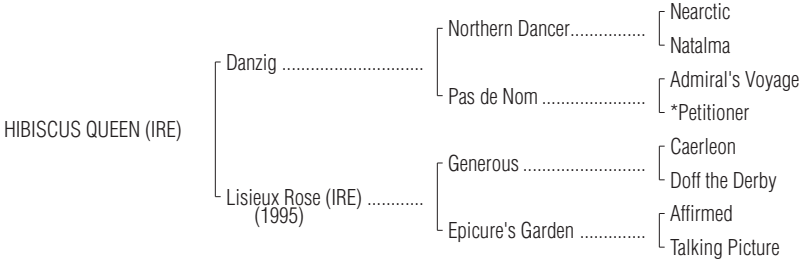 Nearctic
Northern Dancer................
Natalma
Danzig .............................
Admiral's Voyage
Pas de Nom .....................
*Petitioner
HIBISCUS QUEEN (IRE)
Caerleon
Generous .........................
Doff the Derby
Lisieux Rose (IRE) ............
(1995)
Affirmed
Epicure's Garden ..............
Talking Picture